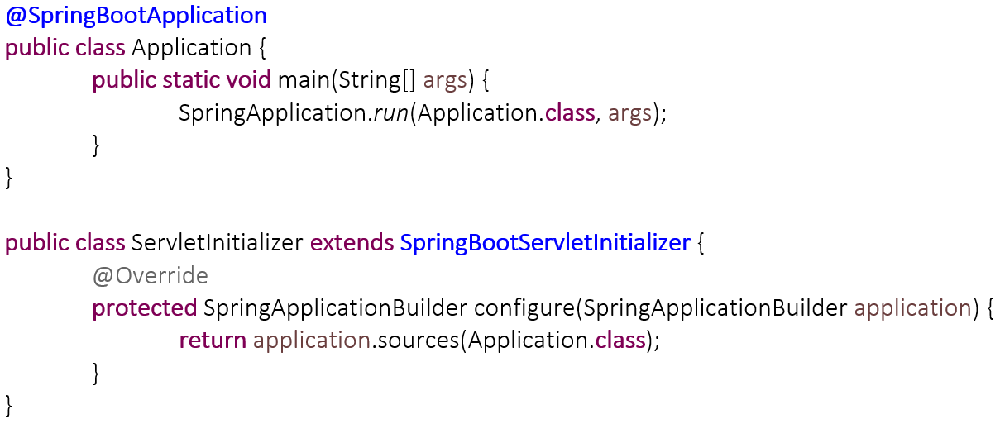 @SpringBootApplication
public class Application {
public static void main(String[] args) {
SpringApplication.run(Application.class, args);
}
}
public class ServletInitializer extends SpringBootServletInitializer {
@Override
protected SpringApplicationBuilder configure(SpringApplicationBuilder application) {
return application.sources(Application.class);
}
}